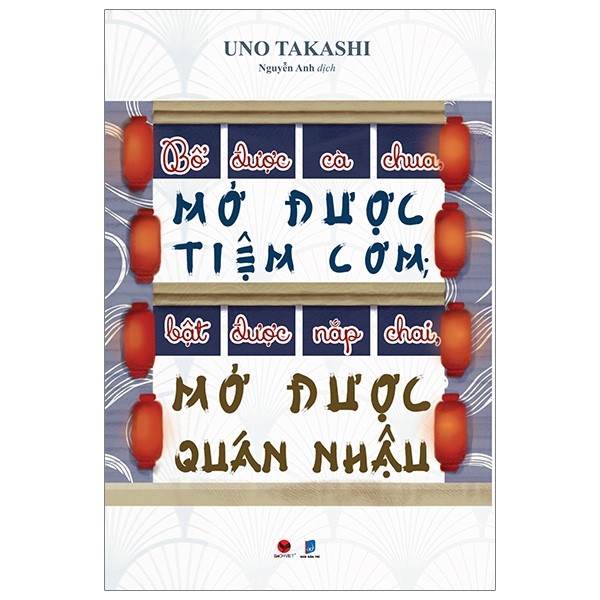 UNO TAKASHI
Nguyễn Anh dịch
Bổ được cà chua,
MỞ ĐƯỢC
TIỆM CƠM;
bật được nắp chai,
MỞ ĐƯỢC
QUÁN NHẬU